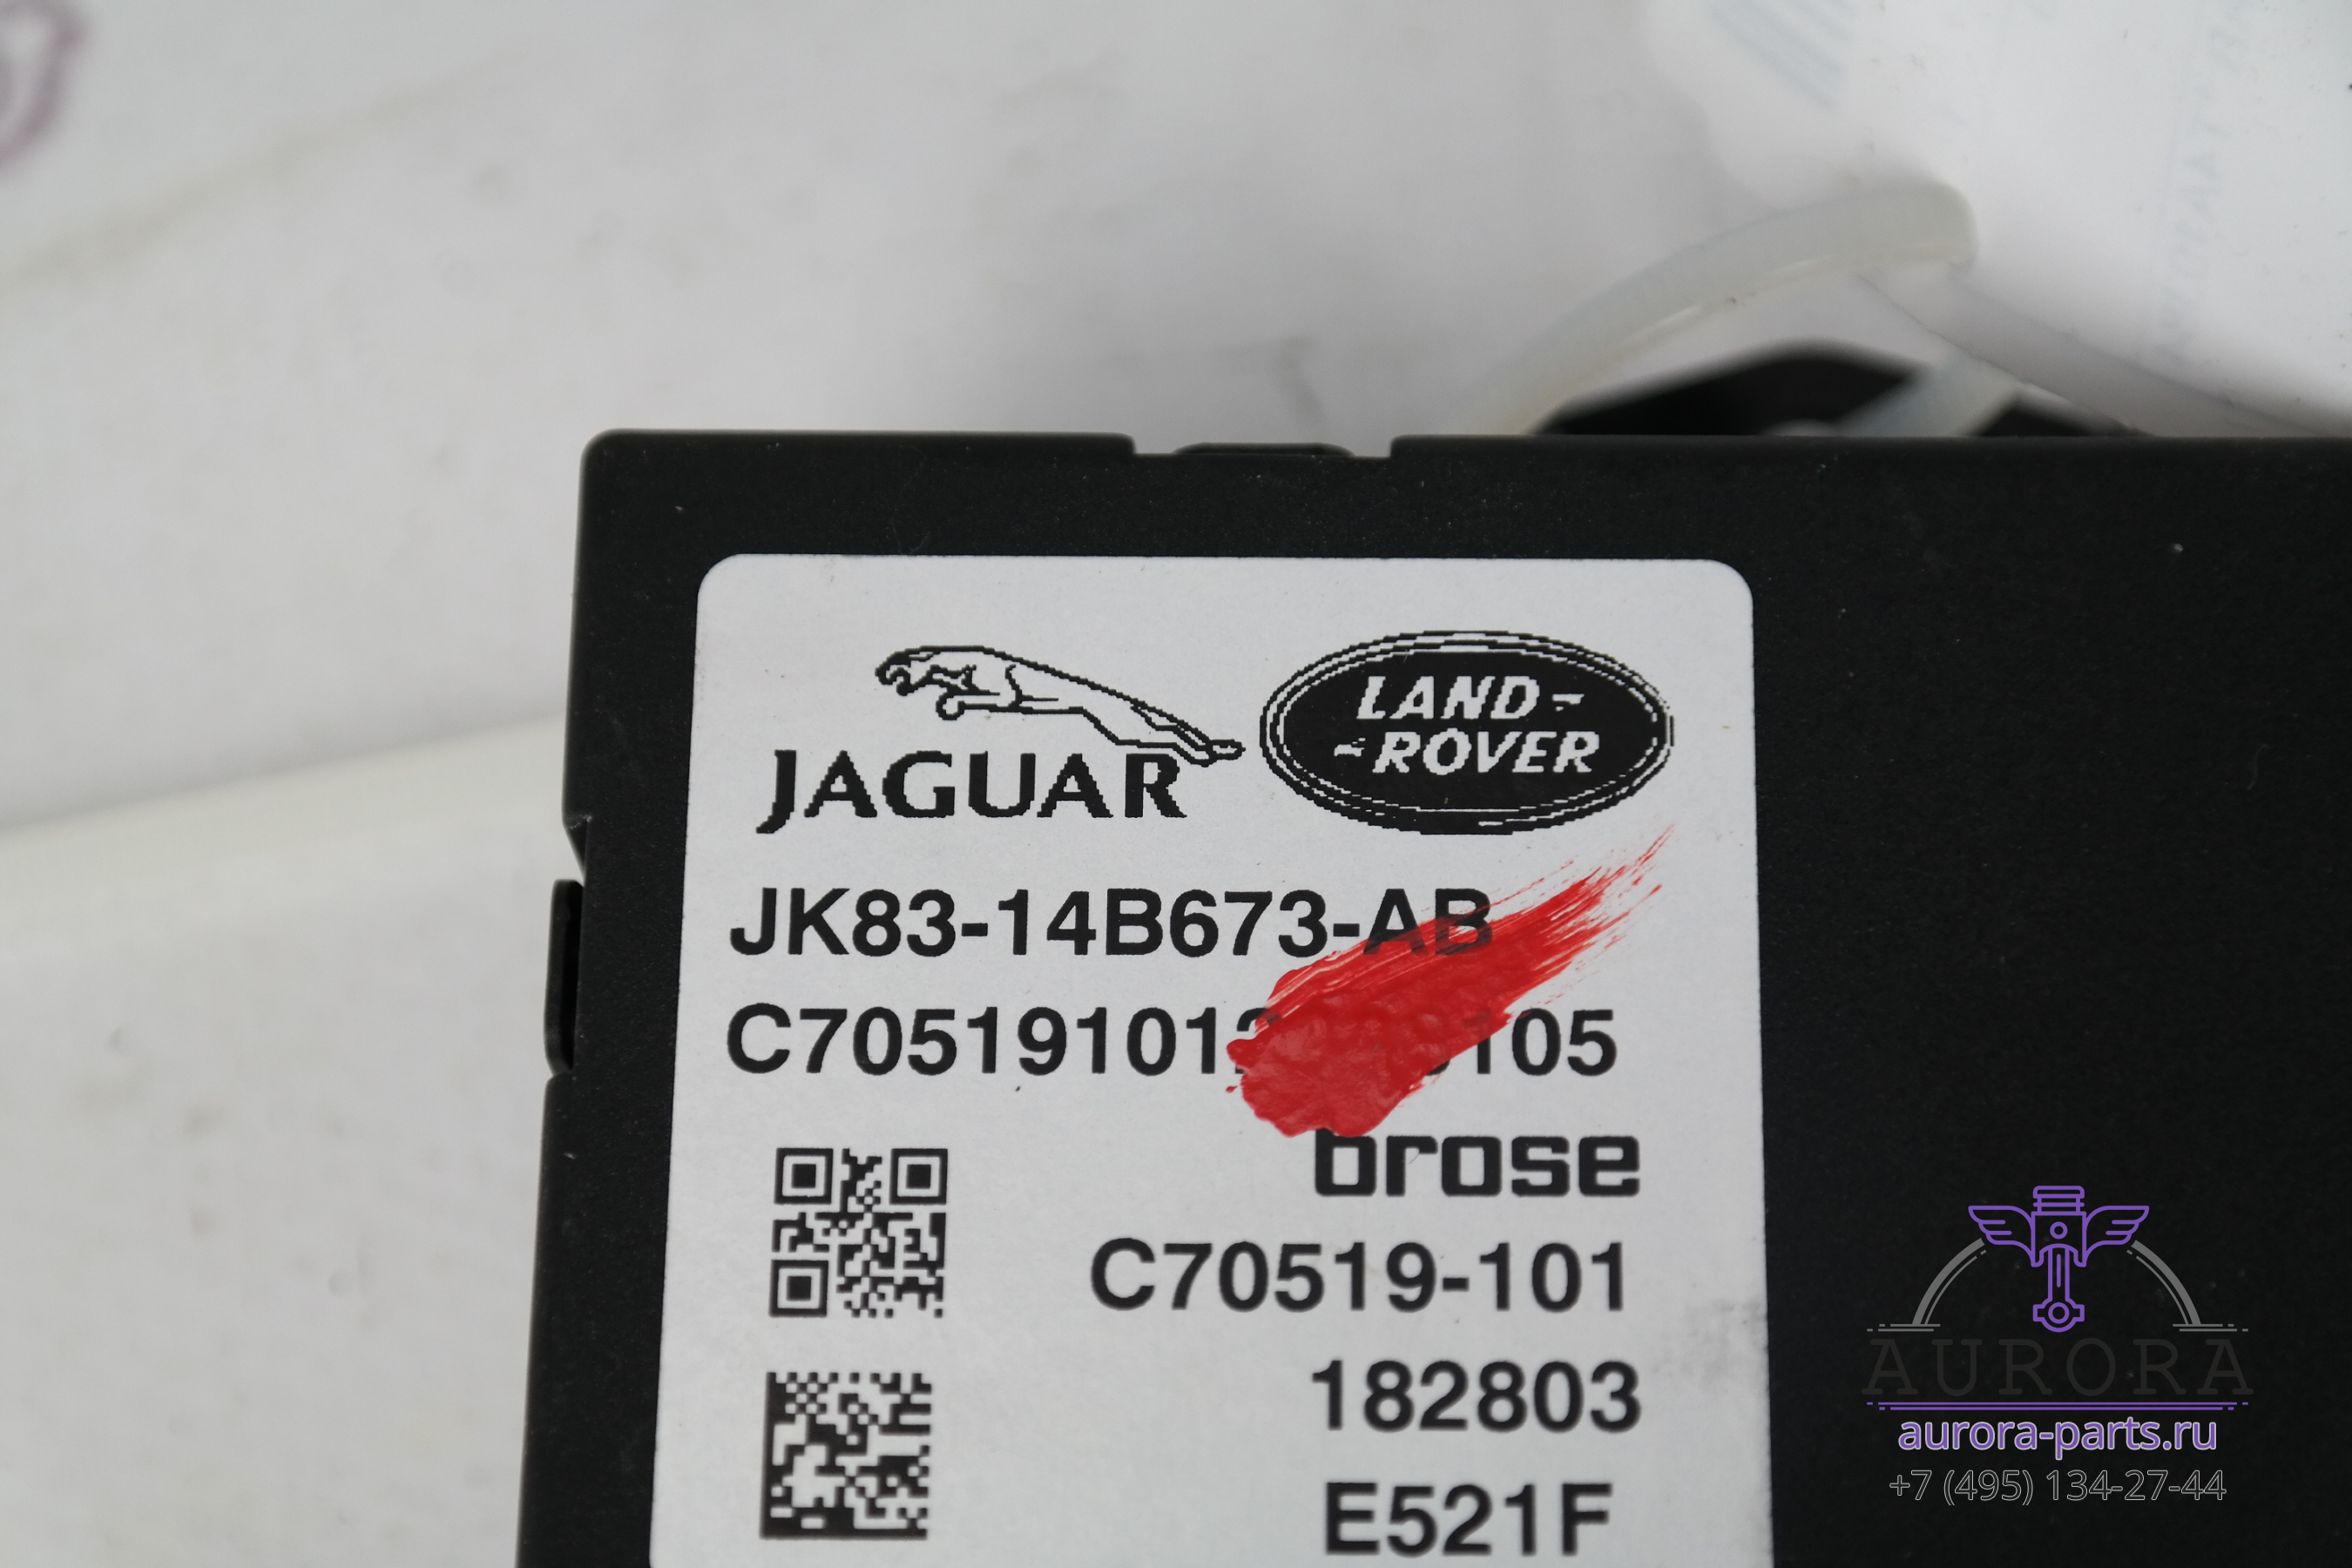 JAGUAR
LAND-
-ROVER
JK83-14B673-AB
brose
C70519-101
182803
E521F
AURORA
aurora-parts.ru
+7 (495) 134-27-44